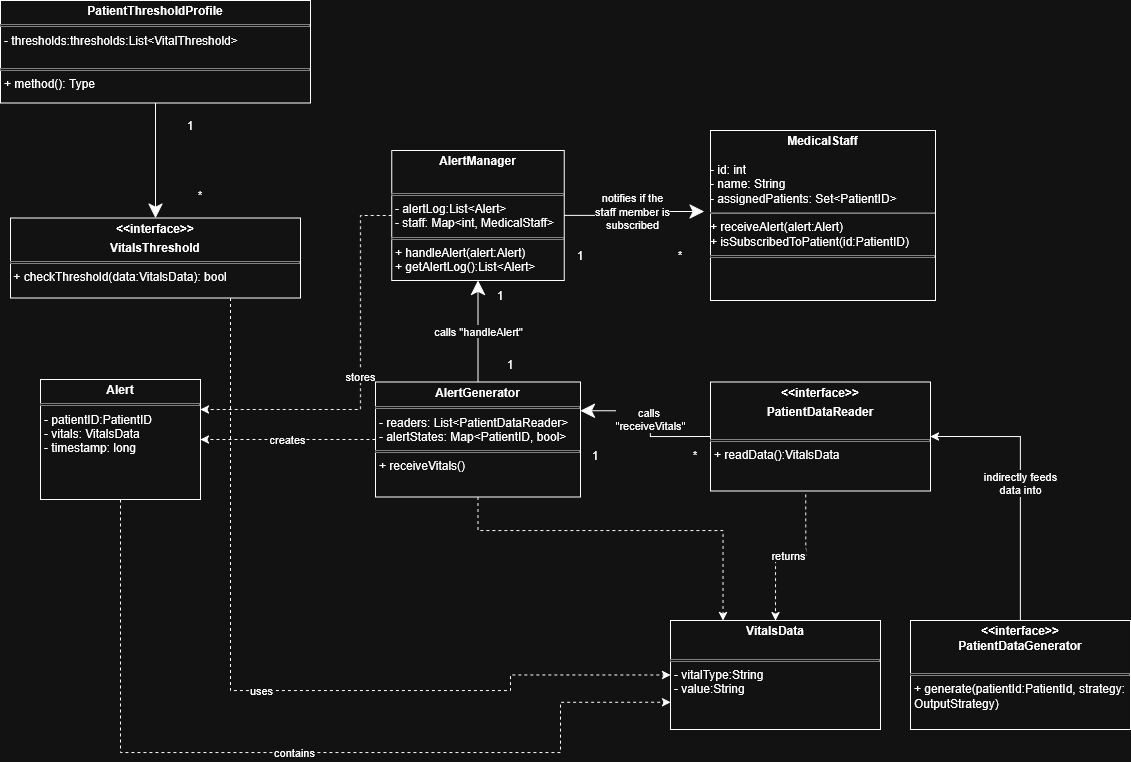 PatientThresholdProfile
- thresholds:thresholds:List<VitalThreshold>
+ method(): Type
1
*
<<interface>>
VitalsThreshold
+ checkThreshold(data:VitalsData): bool
AlertManager
- alertLog:List<Alert>
- staff: Map<int, MedicalStaff>
+ handleAlert(alert:Alert)
+ getAlertLog():List<Alert>
notifies if the
staff member is
subscribed
1
*
MedicalStaff
- id: int
- name: String
- assignedPatients: Set<PatientID>
+ receiveAlert(alert:Alert)
+ isSubscribedToPatient(id:PatientID)
1
calls "handleAlert"
1
stores
Alert
- patientID:PatientID
- vitals: VitalsData
- timestamp: long
creates
AlertGenerator
- readers: List<PatientDataReader>
- alertStates: Map<PatientID, bool>
+ receiveVitals()
calls
"receiveVitals"
1
*
<<interface>>
PatientDataReader
+ readData():VitalsData
indirectly feeds
data into
returns
VitalsData
- vitalType:String
- value:String
<<interface>>
PatientDataGenerator
+ generate(patientId:PatientId, strategy:
OutputStrategy)
uses
contains